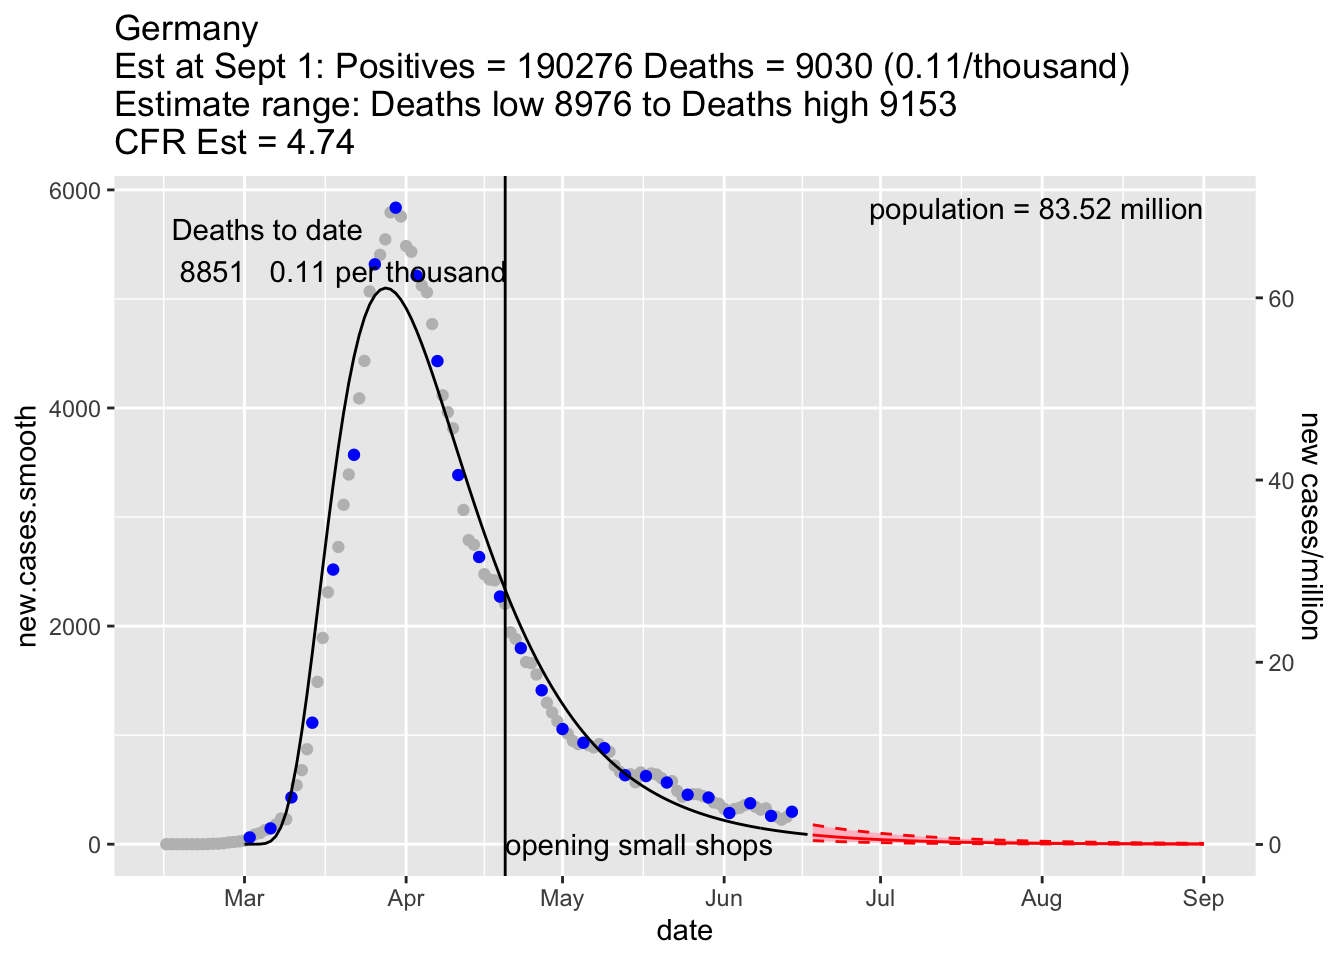 Germany
Est at Sept 1: Positives = 190276 Deaths = 9030 (0.11/thousand)
Estimate range: Deaths low 8976 to Deaths high 9153
CFR Est = 4.74
6000
4000
2000
0
new.cases.smooth
Deaths to date
8851 0.11 per thousand
population = 83.52 million
opening small shops
60
40
20
0
new cases/million
Mar Apr May Jun Jul Aug Sep
date